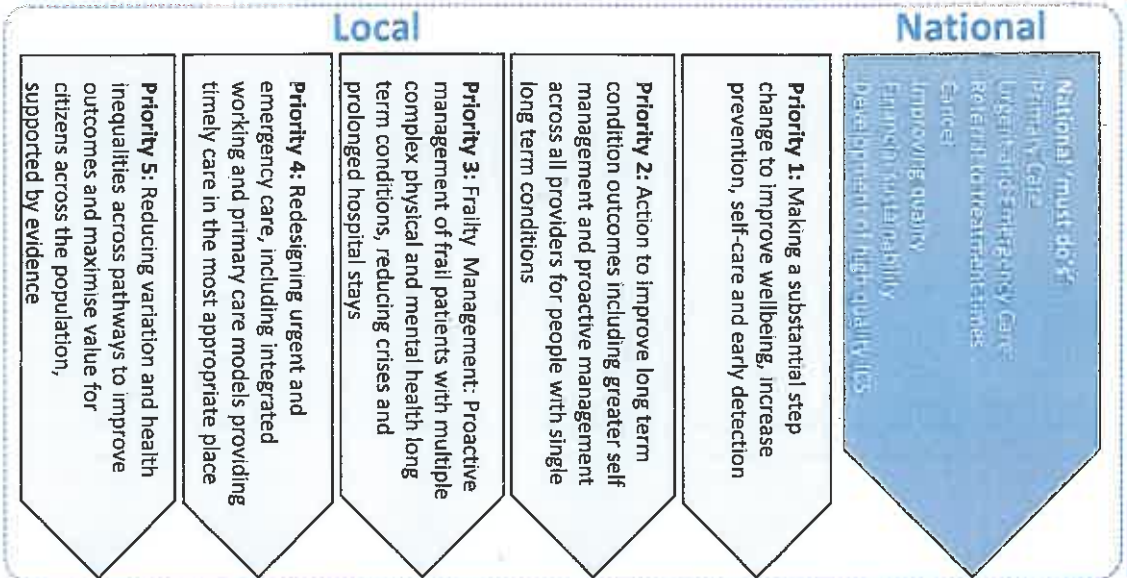 National
National 'must do's'
Primary Care
Urgent and Emergency Care
Referral to treatment times
Cancer
Improving quality
Financial Sustainability
Development of high quality
Local
Priority 1: Making a substantial step
change to improve wellbeing, increase
prevention, self-care and early detection
Priority 2: Action to improve long term
condition outcomes including greater self
management and proactive management
across all providers for people with single
long term conditions
Priority 3: Frailty Management: Proactive
management of frail patients with multiple
complex physical and mental health long
term conditions, reducing crises and
prolonged hospital stays
Priority 4: Redesigning urgent and
emergency care, including integrated
working and primary care models providing
timely care in the most appropriate place
Priority 5: Reducing variation and health
inequalities across pathways to improve
outcomes and maximise value for
citizens across the population,
supported by evidence